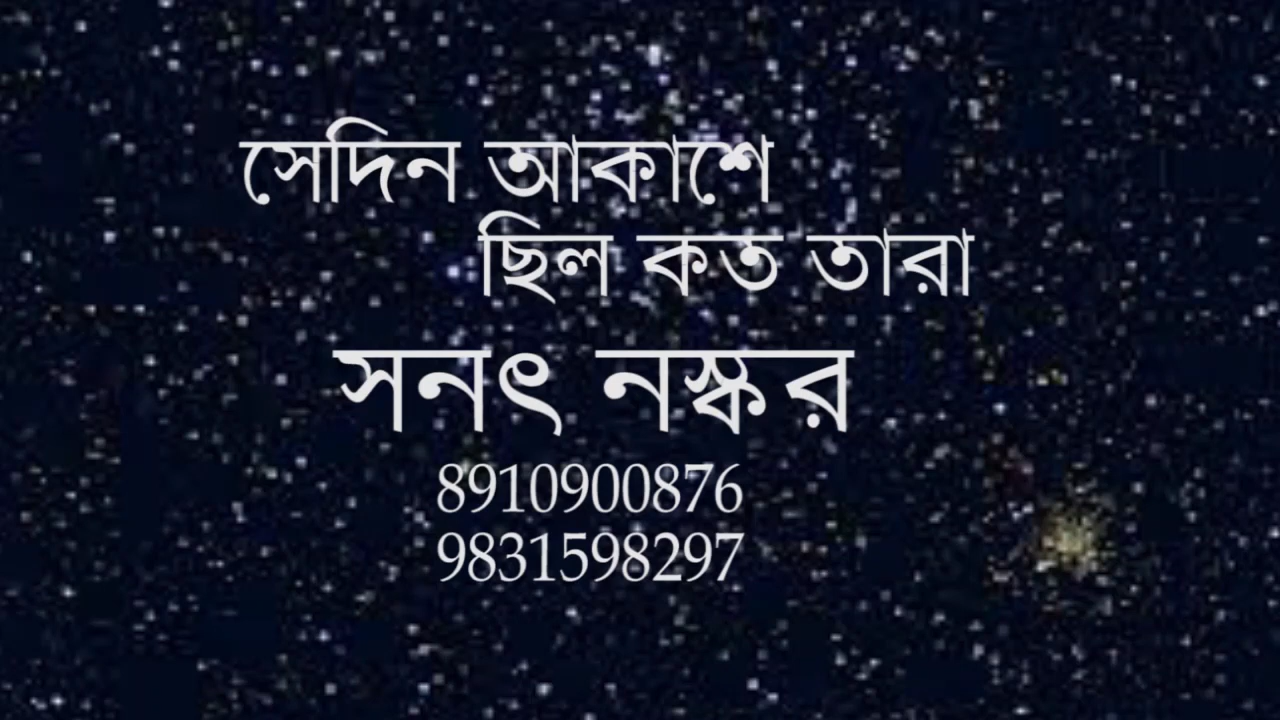 সেদিন আকাশে
ছিল কত তারা
সনৎ নস্কর
8910900876
9831598297